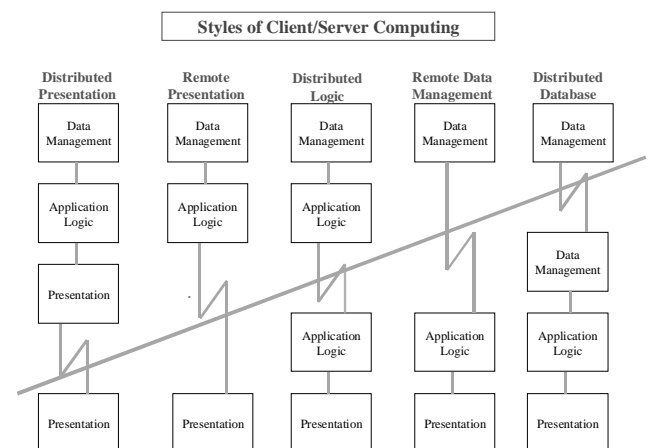 Styles of Client/Server Computing
Distributed
Presentation
Remote
Presentation
Distributed
Logic
Remote Data
Management
Distributed
Database
Data
Management
Data
Management
Data
Management
Data
Management
Data
Management
Application
Logic
Application
Logic
Application
Logic
Data
Management
Presentation
Application
Logic
Application
Logic
Application
Logic
Presentation
Presentation
Presentation
Presentation
Presentation